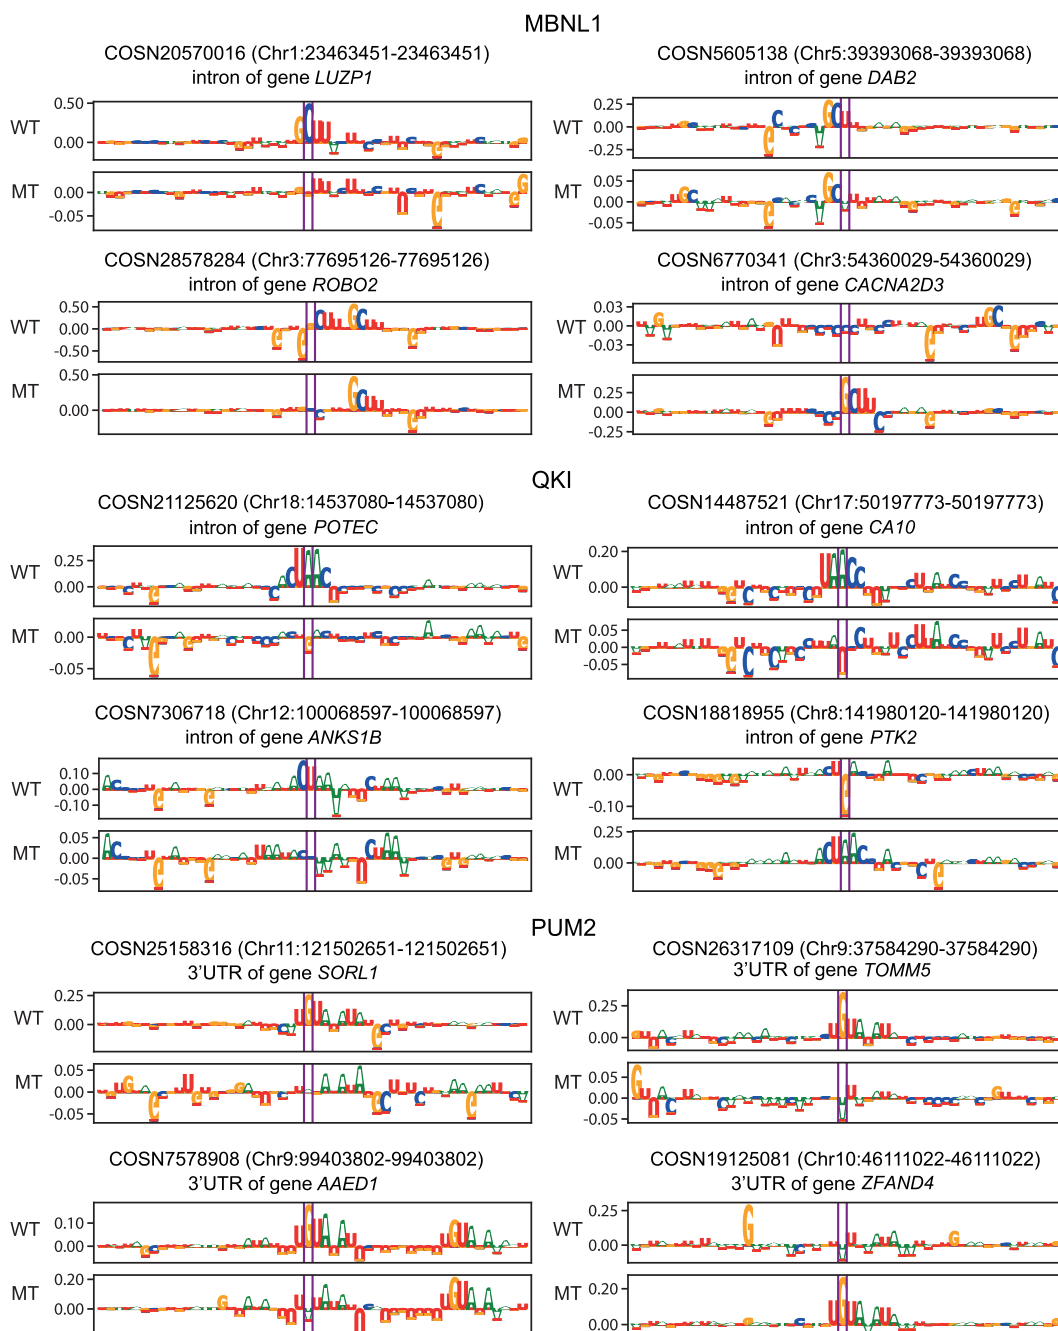 MBNL1
COSN20570016 (Chr1:23463451-23463451)
intron of gene LUZP1
WT
0.50
0.00
MT
0.00
-0.05
COSN5605138 (Chr5:39393068-39393068)
intron of gene DAB2
WT
0.25
0.00
-0.25
MT
0.05
0.00
-0.05
COSN28578284 (Chr3:77695126-77695126)
intron of gene ROBO2
WT
0.50
0.00
-0.50
MT
0.50
0.00
COSN6770341 (Chr3:54360029-54360029)
intron of gene CACNA2D3
WT
0.03
0.00
-0.03
MT
0.25
0.00
-0.25
QKI
COSN21125620 (Chr18:14537080-14537080)
intron of gene POTEC
WT
0.25
0.00
MT
0.00
-0.05
COSN14487521 (Chr17:50197773-50197773)
intron of gene CA10
WT
0.20
0.00
MT
0.05
0.00
-0.05
COSN7306718 (Chr12:100068597-100068597)
intron of gene ANKS1B
WT
0.10
0.00
-0.10
MT
0.05
0.00
-0.05
COSN18818955 (Chr8:141980120-141980120)
intron of gene PTK2
WT
0.00
-0.10
MT
0.25
0.00
PUM2
COSN25158316 (Chr11:121502651-121502651)
3'UTR of gene SORL1
WT
0.25
0.00
MT
0.05
0.00
-0.05
COSN26317109 (Chr9:37584290-37584290)
3'UTR of gene TOMM5
WT
0.25
0.00
MT
0.05
0.00
-0.05
COSN7578908 (Chr9:99403802-99403802)
3'UTR of gene AAED1
WT
0.10
0.00
MT
0.20
0.00
COSN19125081 (Chr10:46111022-46111022)
3'UTR of gene ZFAND4
WT
0.25
0.00
MT
0.20
0.00